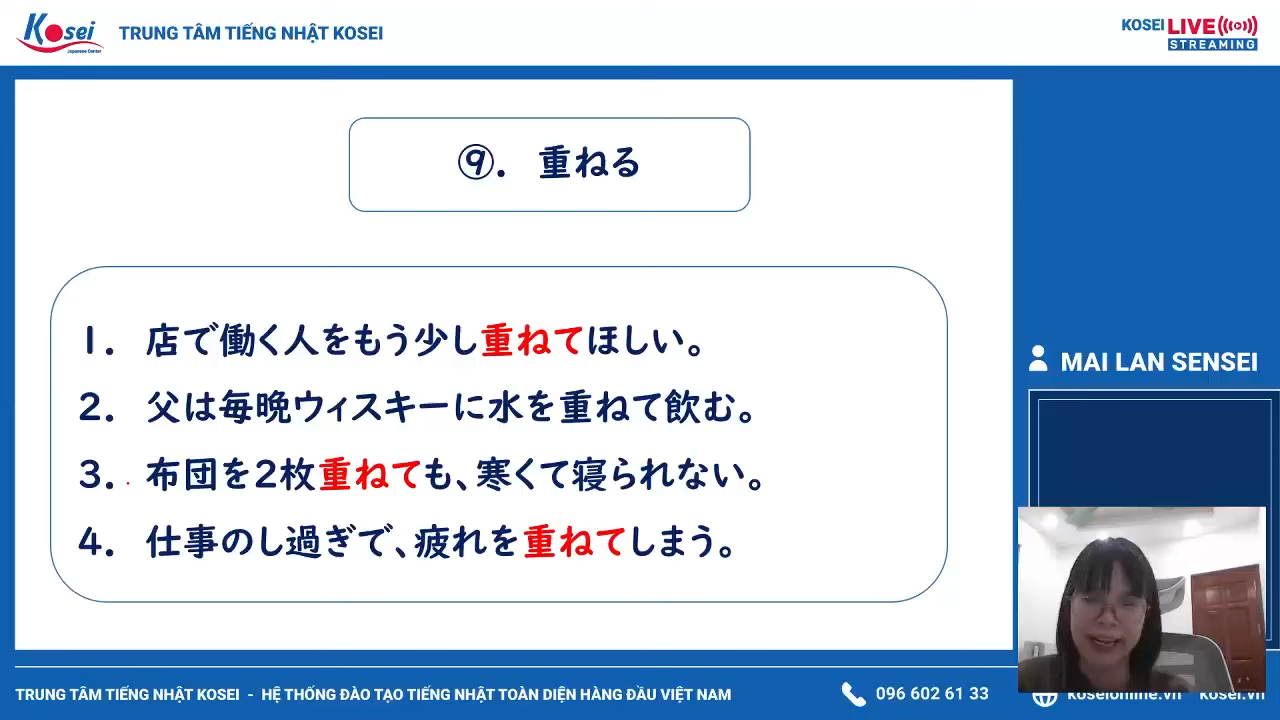 Kosei
Japanese Center
TRUNG TÂM TIẾNG NHẬT KOSEI
KOSEI LIVE
STREAMING
⑨. 重ねる
1. 店で働く人をもう少し重ねてほしい。
2. 父は毎晩ウィスキーに水を重ねて飲む。
3. 布団を2枚重ねても、寒くて寝られない。
4. 仕事のし過ぎで、疲れを重ねてしまう。
MAI LAN SENSEI
TRUNG TÂM TIẾNG NHẬT KOSEI - HỆ THỐNG ĐÀO TẠO TIẾNG NHẬT TOÀN DIỆN HÀNG ĐẦU VIỆT NAM
096 602 61 33
koseionline.vn kosei.vn